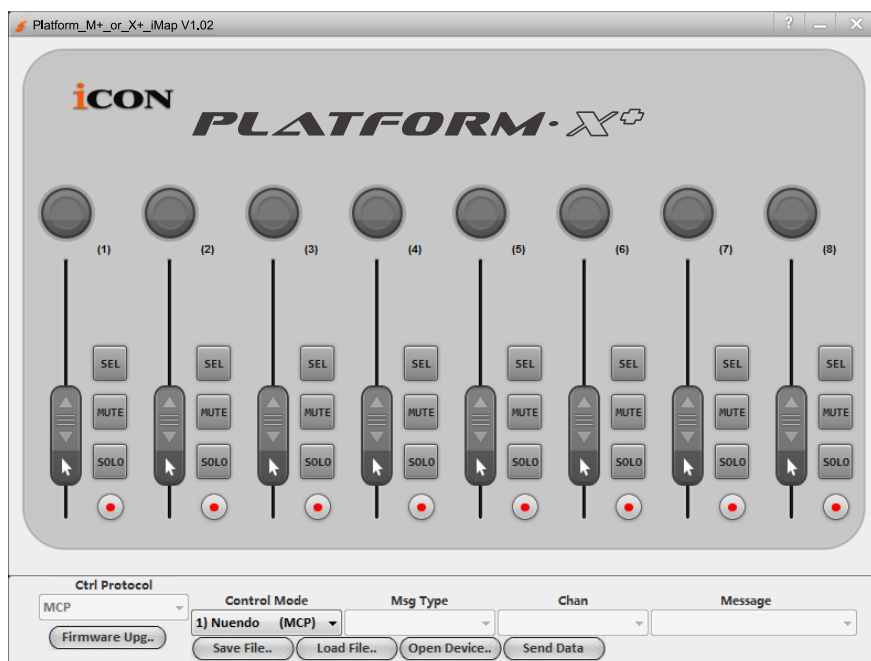 Platform_M+_or_X+_iMap V1.02
?
icon
PLATFORM·X+
(1) (2) (3) (4) (5) (6) (7) (8)
SEL SEL SEL SEL SEL SEL SEL SEL
MUTE MUTE MUTE MUTE MUTE MUTE MUTE MUTE
SOLO SOLO SOLO SOLO SOLO SOLO SOLO SOLO
Ctrl Protocol
MCP
Firmware Upg..
Control Mode Msg Type Chan Message
1) Nuendo (MCP)
Save File.. Load File.. Open Device.. Send Data